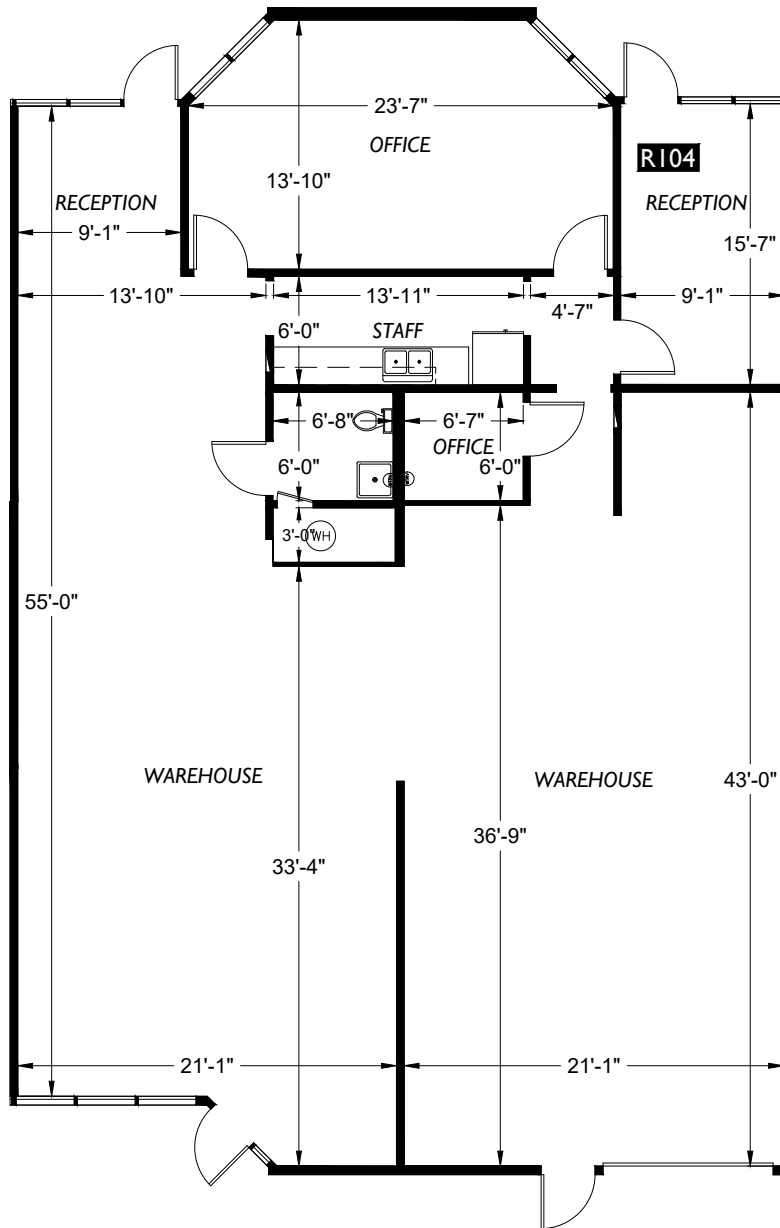 23'-7"
OFFICE
R104
13'-10"
RECEPTION
RECEPTION
9'-1"
15'-7"
13'-10"
13'-11"
9'-1"
4'-7"
6'-0"
STAFF
6'-8"
6'-7"
OFFICE
6'-0"
6'-0"
3'-0"
WH
55'-0"
WAREHOUSE
WAREHOUSE
43'-0"
36'-9"
33'-4"
21'-1"
21'-1"